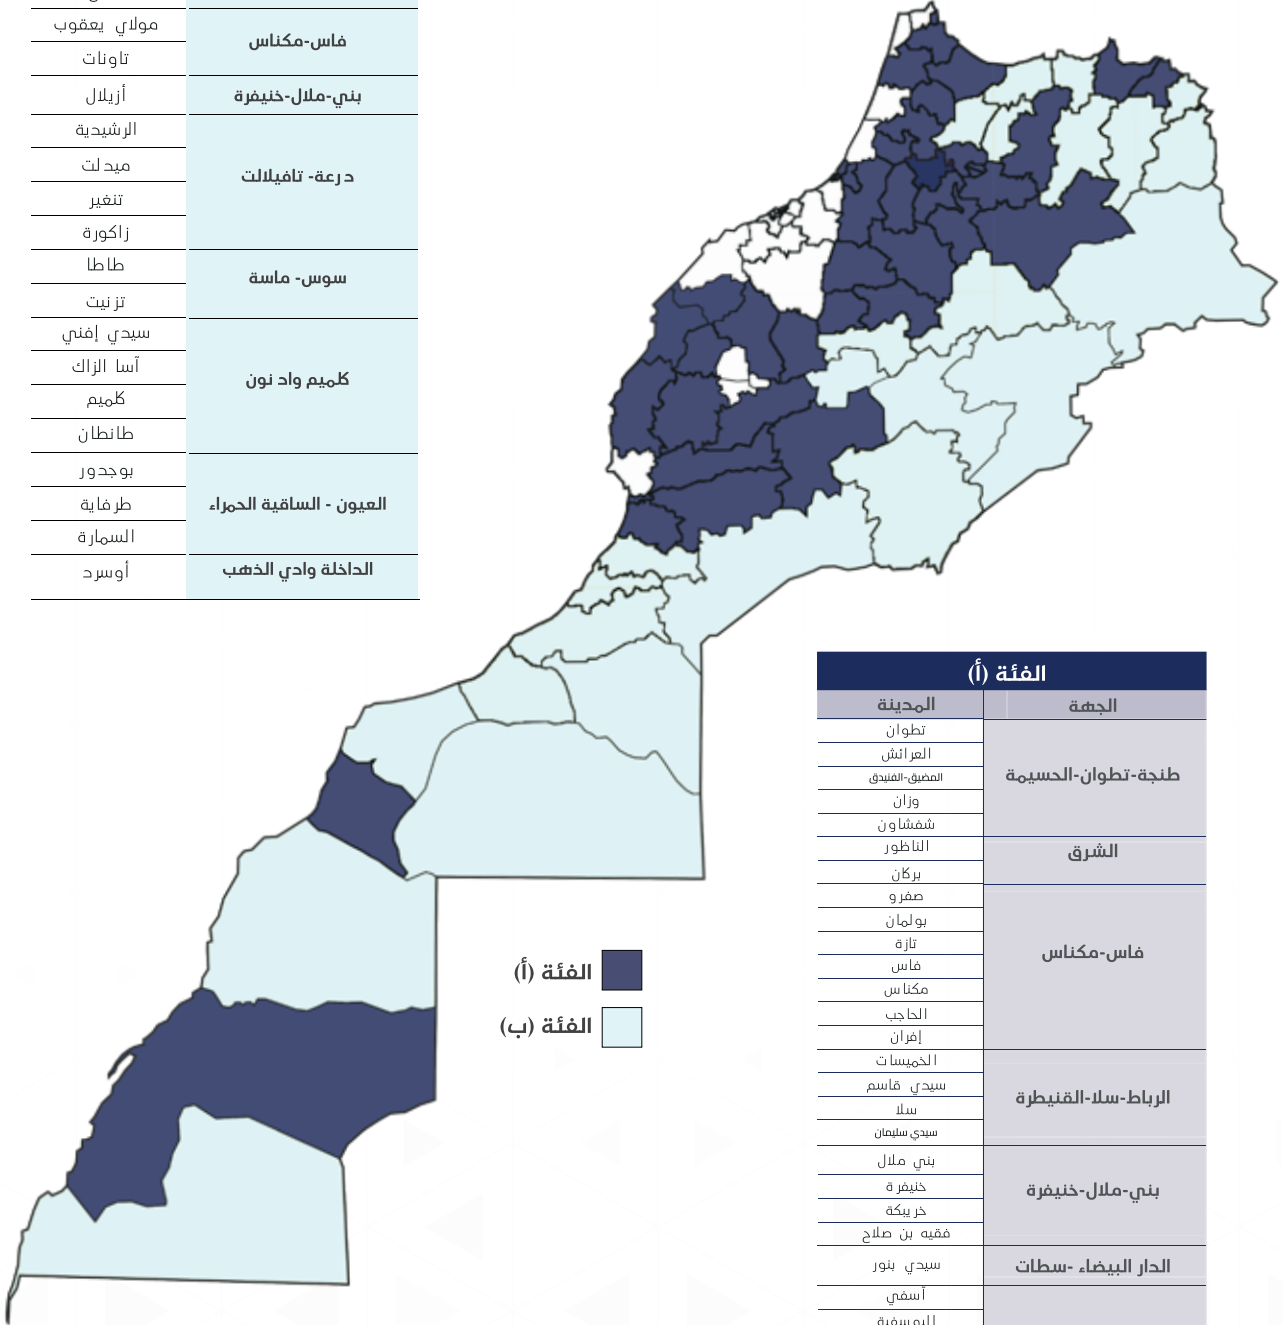 فاس-مكناس
مولاي يعقوب
تاونات
بني-ملال-خنيفرة
أزيلال
درعة- تافيلالت
الرشيدية
ميدلت
تنغير
زاكورة
سوس- ماسة
طاطا
تزنيت
كلميم واد نون
سيدي إفني
آسا الزاك
كلميم
طانطان
العيون - الساقية الحمراء
بوجدور
طرفاية
السمارة
الداخلة وادي الذهب
أوسرد
الفئة (أ)
الفئة (ب)
الفئة (أ)
الجهة
المدينة
طنجة-تطوان-الحسيمة
تطوان
العرائش
المضيق-الفنيدق
وزان
شفشاون
الشرق
الناظور
بركان
فاس-مكناس
صفرو
بولمان
تازة
فاس
مكناس
الحاجب
إفران
الرباط-سلا-القنيطرة
الخميسات
سيدي قاسم
سلا
سيدي سليمان
بني-ملال-خنيفرة
بني ملال
خنيفرة
خريبكة
فقيه بن صلاح
الدار البيضاء -سطات
سيدي بنور
آسفي
اليوسفية